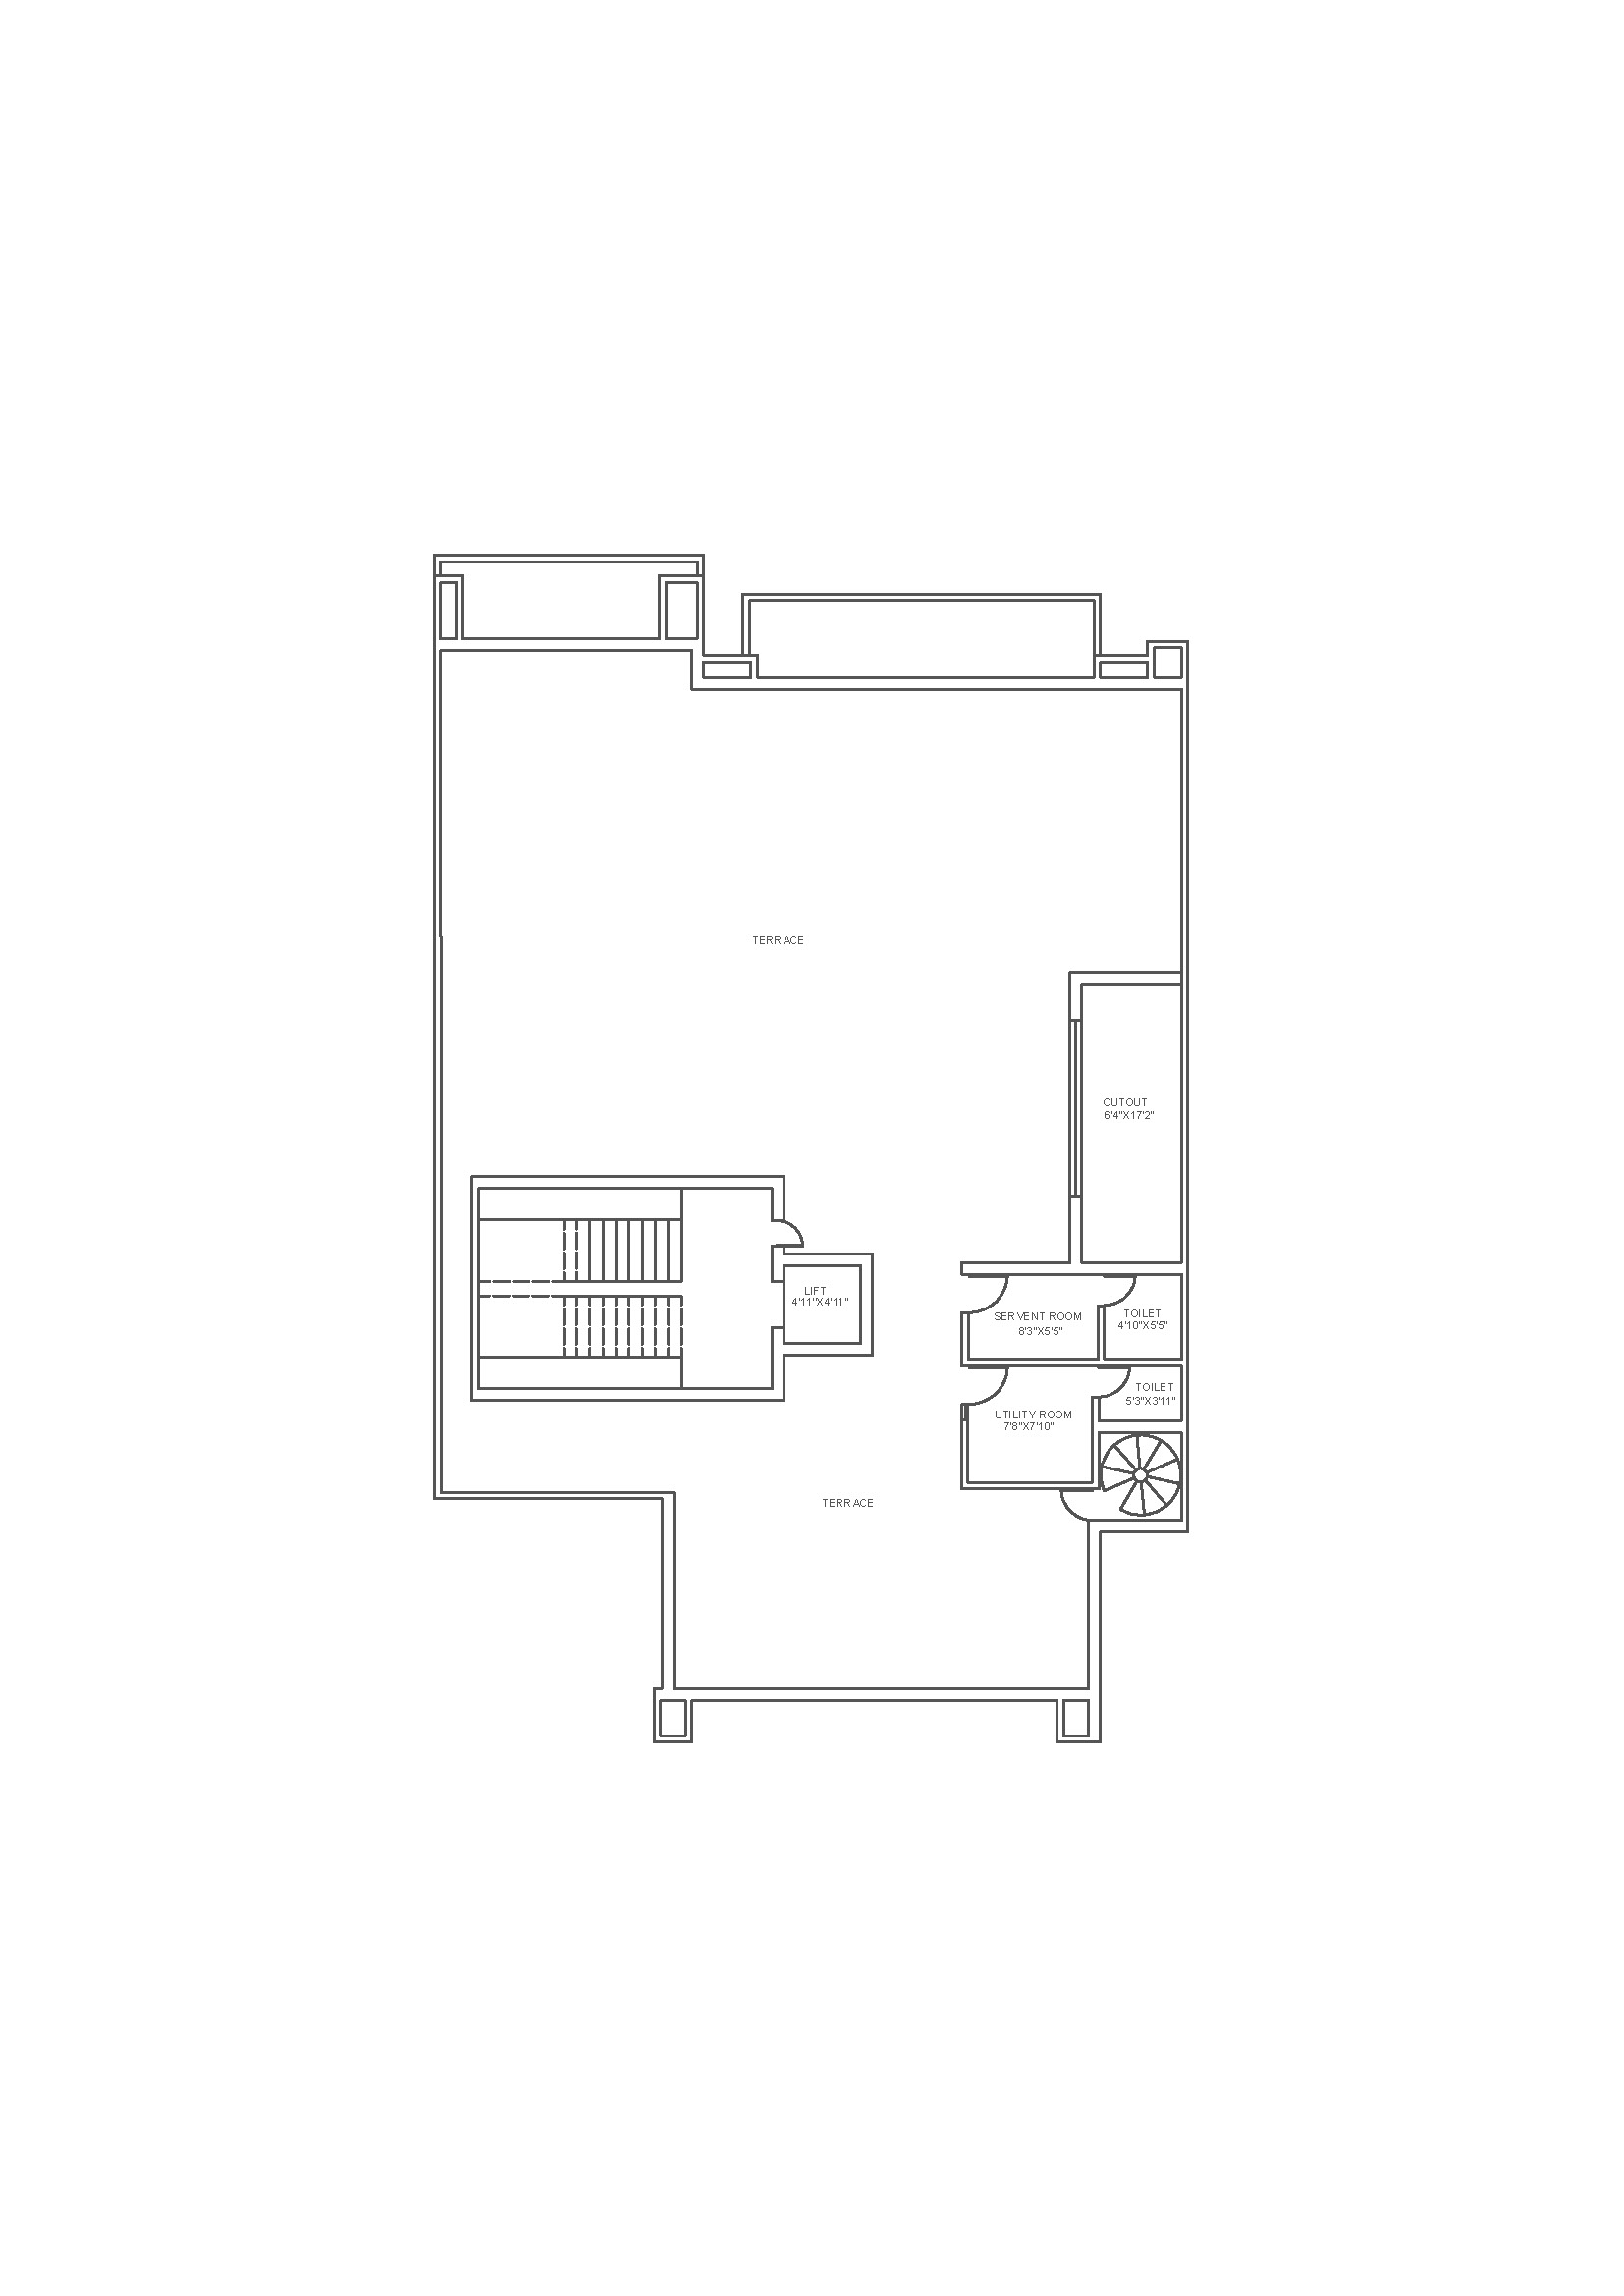 TERRACE
CUTOUT
6'4"X17'2"
LIFT
4'11"X4'11"
SERVENT ROOM
8'3"X5'5"
TOILET
4'10"X5'5"
TOILET
5'3"X3'11"
UTILITY ROOM
7'8"X7'10"
TERRACE